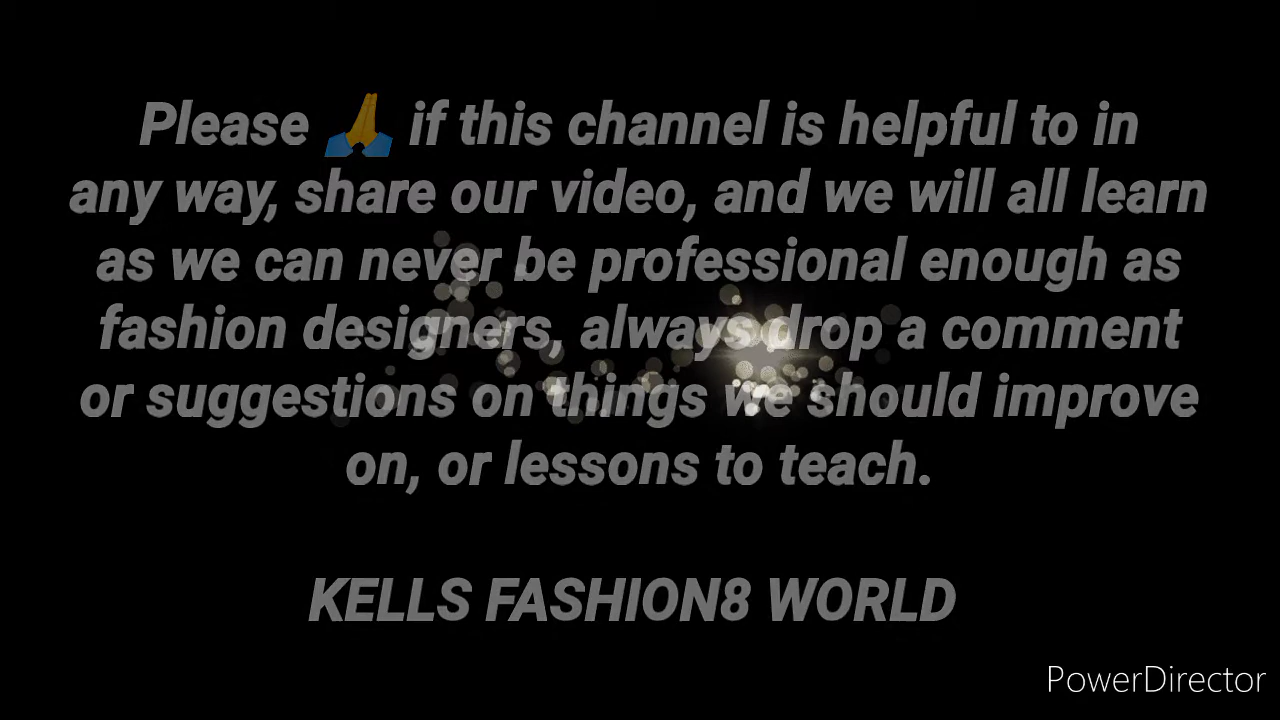 Please 🙏 if this channel is helpful to in
any way, share our video, and we will all learn
as we can never be professional enough as
fashion designers, always drop a comment
or suggestions on things we should improve
on, or lessons to teach.
KELLS FASHION8 WORLD
PowerDirector